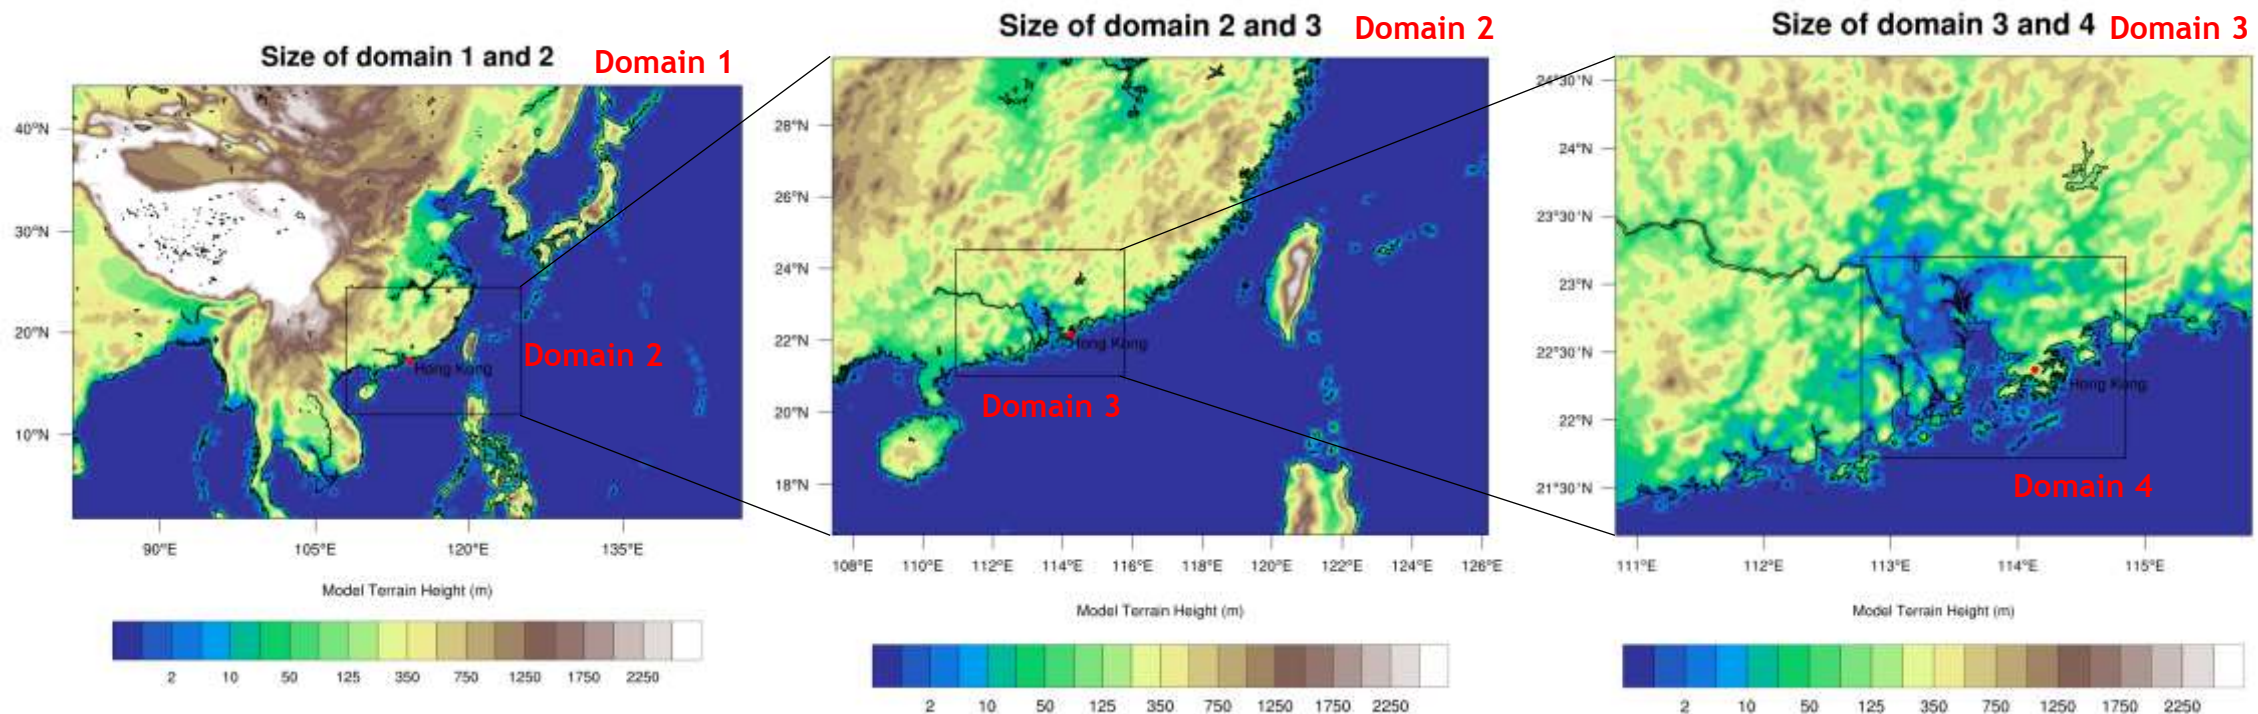 Size of domain 1 and 2
Domain 1
40°N
30°N
20°N
10°N
Hong Kong
Domain 2
90°E 105°E 120°E 135°E
Model Terrain Height (m)
2 10 50 125 350 750 1250 1750 2250
Size of domain 2 and 3
Domain 2
28°N
26°N
24°N
22°N
20°N
18°N
Hong Kong
Domain 3
108°E 110°E 112°E 114°E 116°E 118°E 120°E 122°E 124°E 126°E
Model Terrain Height (m)
2 10 50 125 350 750 1250 1750 2250
Size of domain 3 and 4
Domain 3
24°30'N
24°N
23°30'N
23°N
22°30'N
22°N
21°30'N
Hong Kong
Domain 4
111°E 112°E 113°E 114°E 115°E
Model Terrain Height (m)
2 10 50 125 350 750 1250 1750 2250